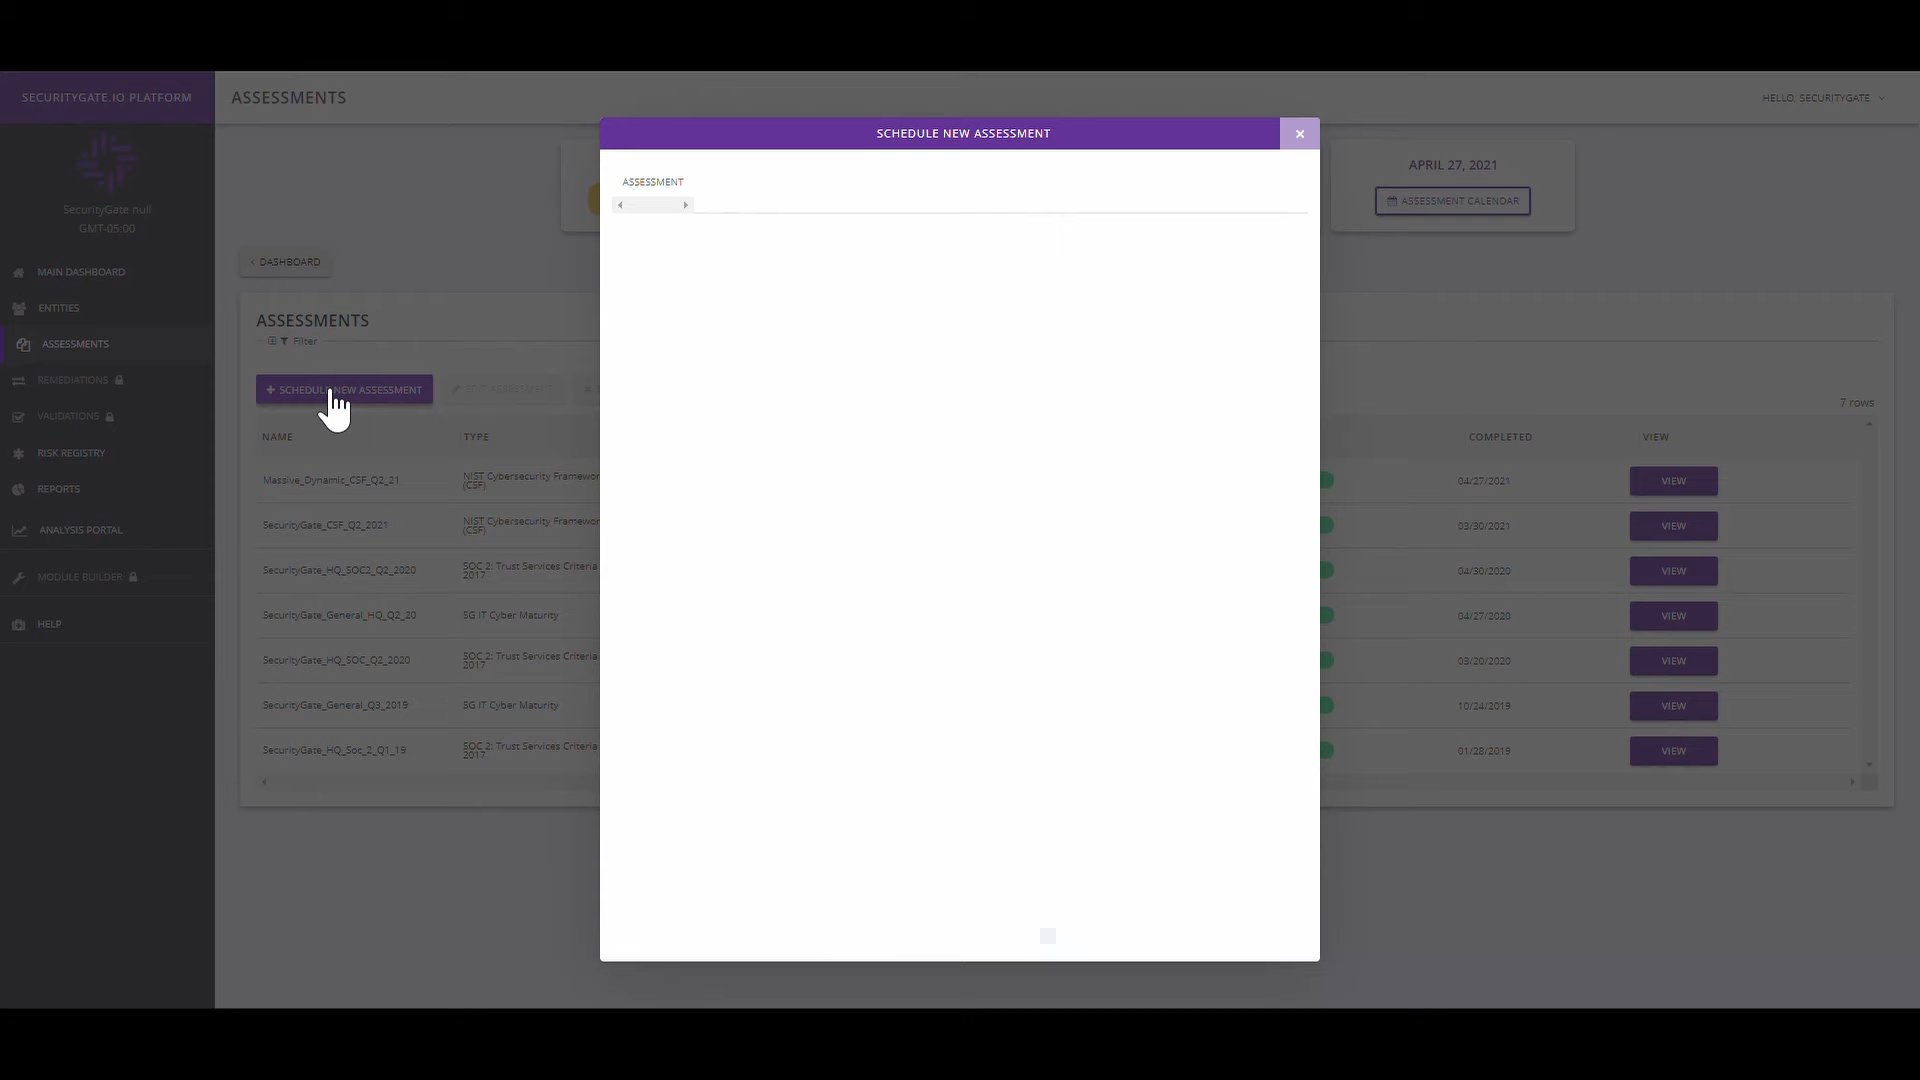 SECURITYGATE.IO PLATFORM
ASSESSMENTS
HELLO, SECURITYGATE
SCHEDULE NEW ASSESSMENT
×
ASSESSMENT
APRIL 27, 2021
ASSESSMENT CALENDAR
SecurityGate null
GMT-05:00
MAIN DASHBOARD
ENTITIES
ASSESSMENTS
REMEDIATIONS
VALIDATIONS
RISK REGISTRY
REPORTS
ANALYSIS PORTAL
MODULE BUILDER
HELP
DASHBOARD
ASSESSMENTS
Filter
+ SCHEDULE NEW ASSESSMENT
EDIT ASSESSMENT
7 rows
NAME TYPE COMPLETED VIEW
Massive_Dynamic_CSF_Q2_21 NIST Cybersecurity Framewor 04/27/2021 VIEW
(CSF)
SecurityGate_CSF_Q2_2021 NIST Cybersecurity Framewor 03/30/2021 VIEW
(CSF)
SecurityGate_HQ_SOC2_Q2_2020 SOC 2: Trust Services Criteria 04/30/2020 VIEW
2017
SecurityGate_General_HQ_Q2_20 SG IT Cyber Maturity 04/27/2020 VIEW
SecurityGate_HQ_SOC_Q2_2020 SOC 2: Trust Services Criteria 03/20/2020 VIEW
2017
SecurityGate_General_Q3_2019 SG IT Cyber Maturity 10/24/2019 VIEW
SecurityGate_HQ_Soc_2_Q1_19 SOC 2: Trust Services Criteria 01/28/2019 VIEW
2017